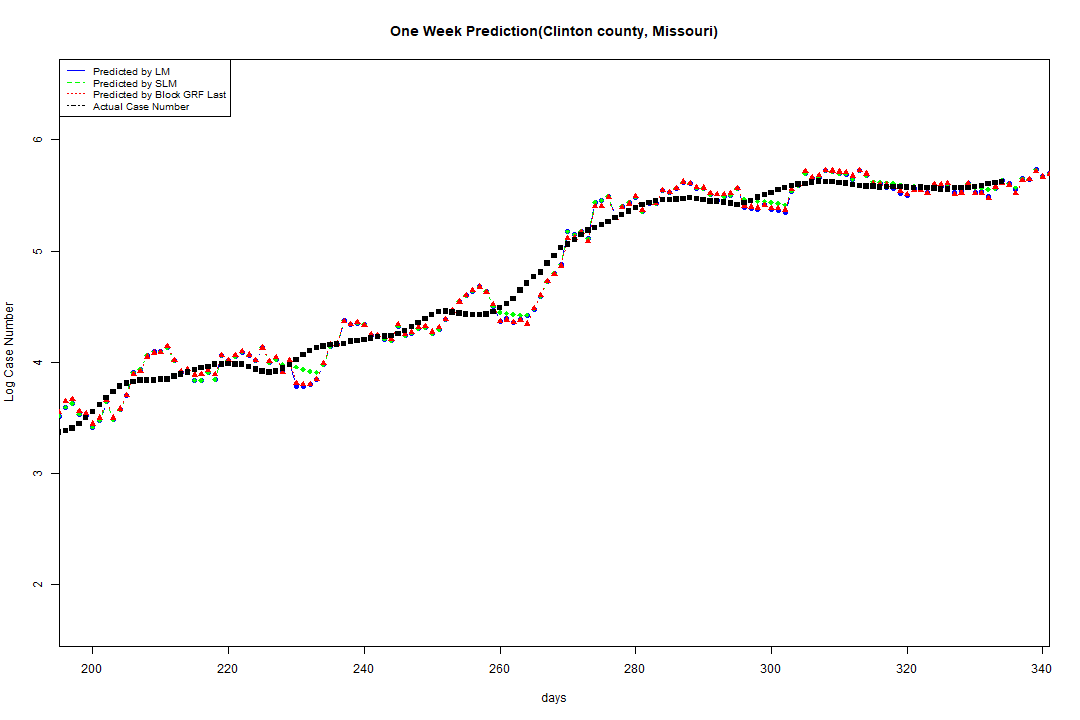 One Week Prediction(Clinton county, Missouri)
Predicted by LM
Predicted by SLM
Predicted by Block GRF Last
Actual Case Number
6
5
4
3
2
Log Case Number
200 220 240 260 280 300 320 340
days